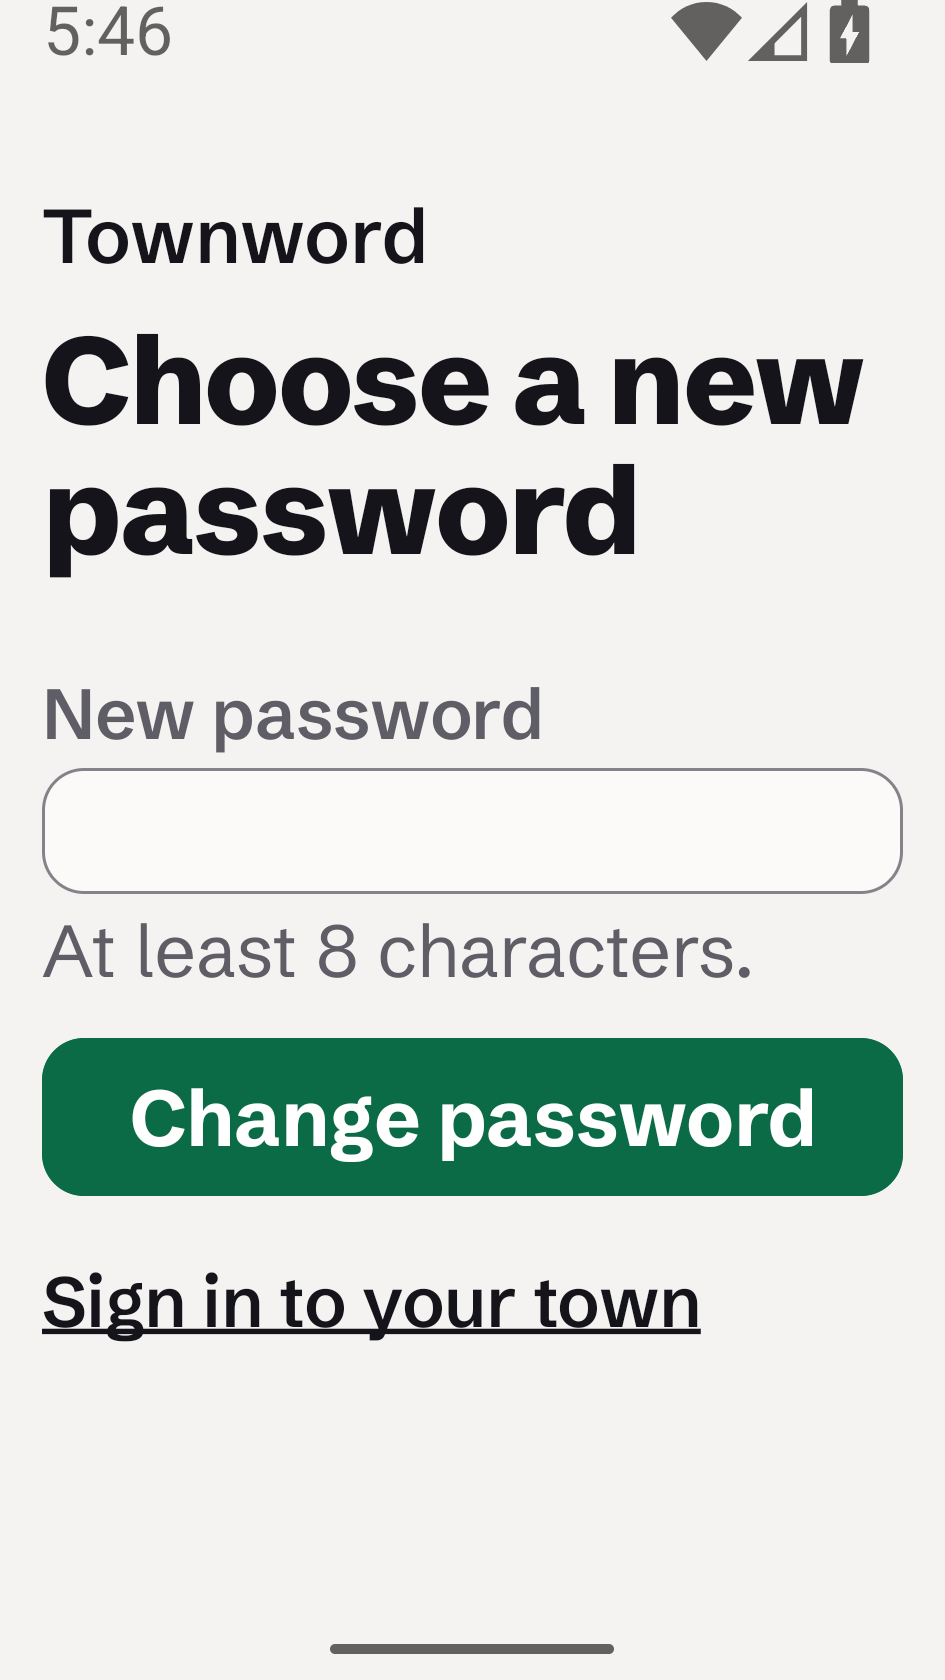 5:46
Townword
Choose a new
password
New password
At least 8 characters.
Change password
Sign in to your town